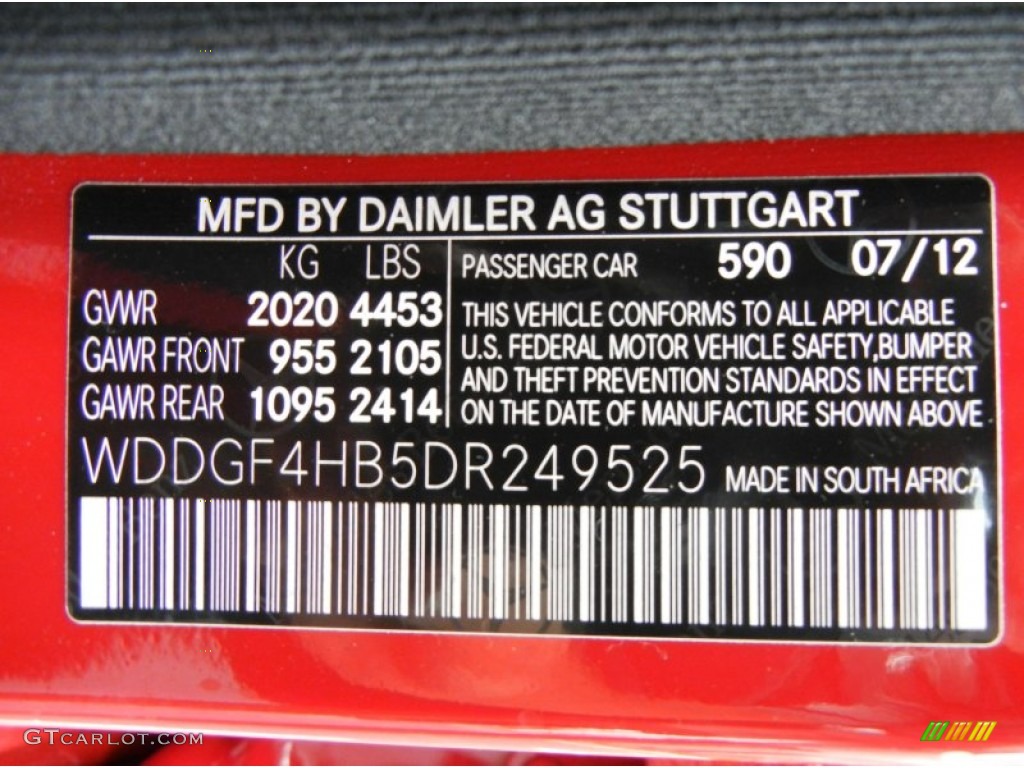 MFD BY DAIMLER AG STUTTGART
KG LBS
GVWR 2020 4453
GAWR FRONT 955 2105
GAWR REAR 1095 2414
PASSENGER CAR 590 07/12
THIS VEHICLE CONFORMS TO ALL APPLICABLE
U.S. FEDERAL MOTOR VEHICLE SAFETY, BUMPER
AND THEFT PREVENTION STANDARDS IN EFFECT
ON THE DATE OF MANUFACTURE SHOWN ABOVE
WDDGF4HB5DR249525 MADE IN SOUTH AFRICA
GTCARLOT.COM